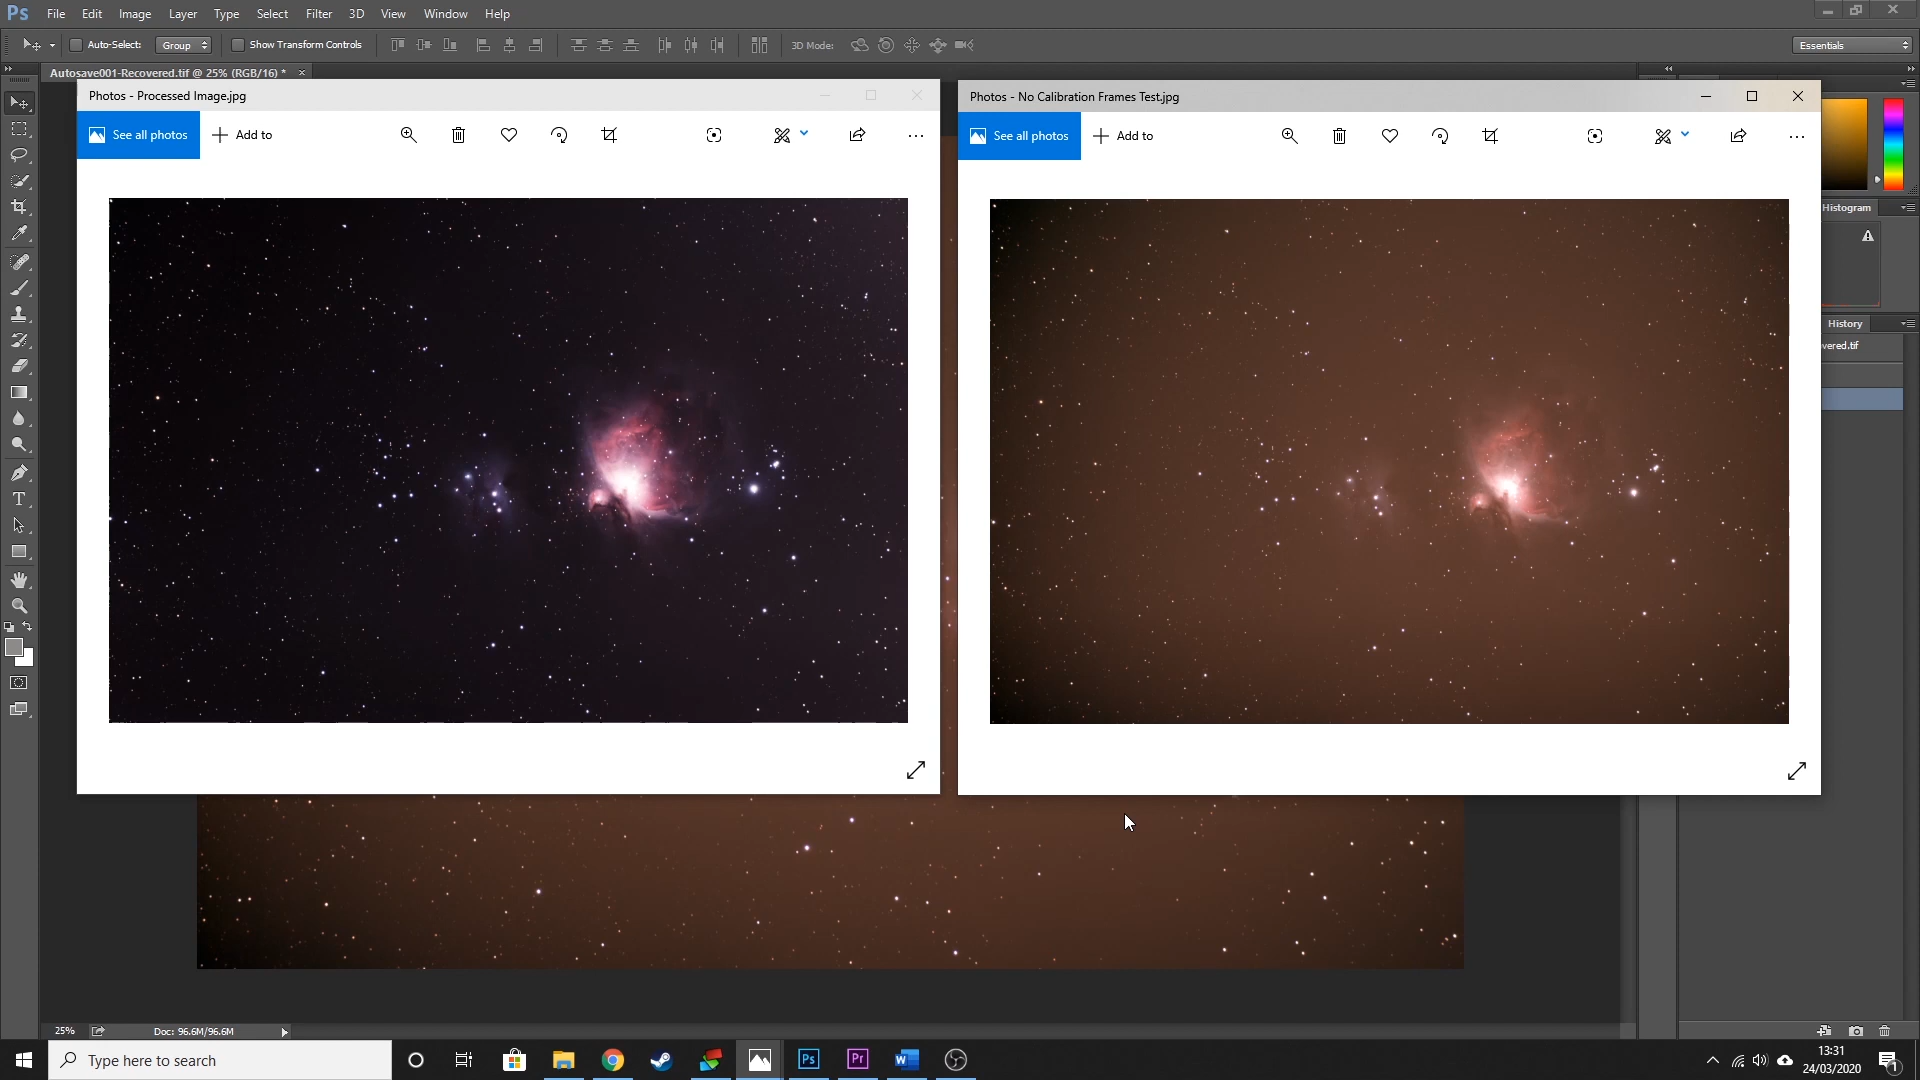 Ps File Edit Image Layer Type Select Filter 3D View Window Help
Auto-Select: Group Show Transform Controls 3D Mode: Essentials
Autosave001-Recovered.tif @ 25% (RGB/16) * ×
Photos - Processed Image.jpg
See all photos Add to
Photos - No Calibration Frames Test.jpg
See all photos Add to
Histogram
History
vered.tif
T
25% Doc: 96.6M/96.6M
Type here to search
Ps Pr W
13:31
24/03/2020
1